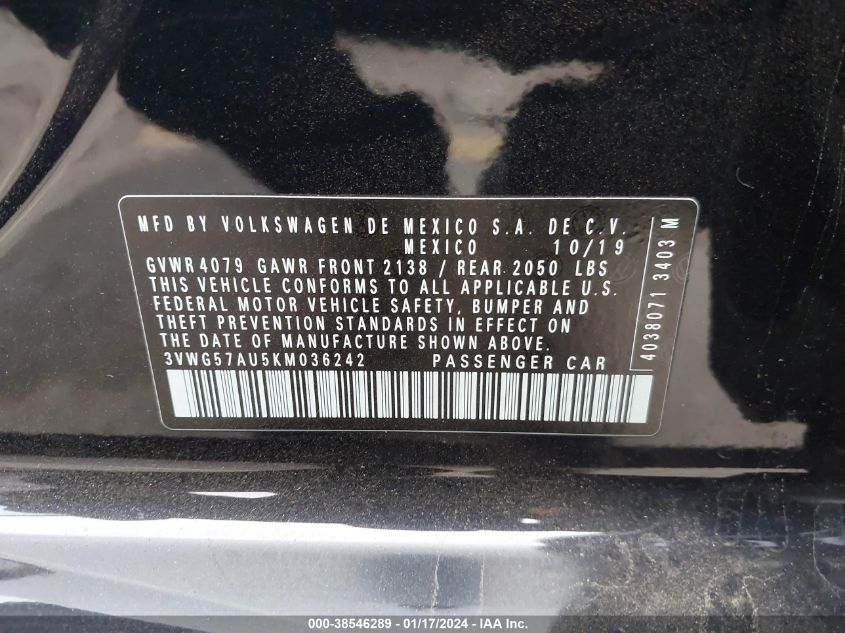 MFD BY VOLKSWAGEN DE MEXICO S.A. DE C.V.
MEXICO 10/19
GVWR 4079 GAWR FRONT 2138 / REAR 2050 LBS
THIS VEHICLE CONFORMS TO ALL APPLICABLE U.S.
FEDERAL MOTOR VEHICLE SAFETY, BUMPER AND
THEFT PREVENTION STANDARDS IN EFFECT ON
THE DATE OF MANUFACTURE SHOWN ABOVE.
3VWG57AU5KM036242 PASSENGER CAR
4038071 3403 M
000-38546289 - 01/17/2024 - IAA Inc.